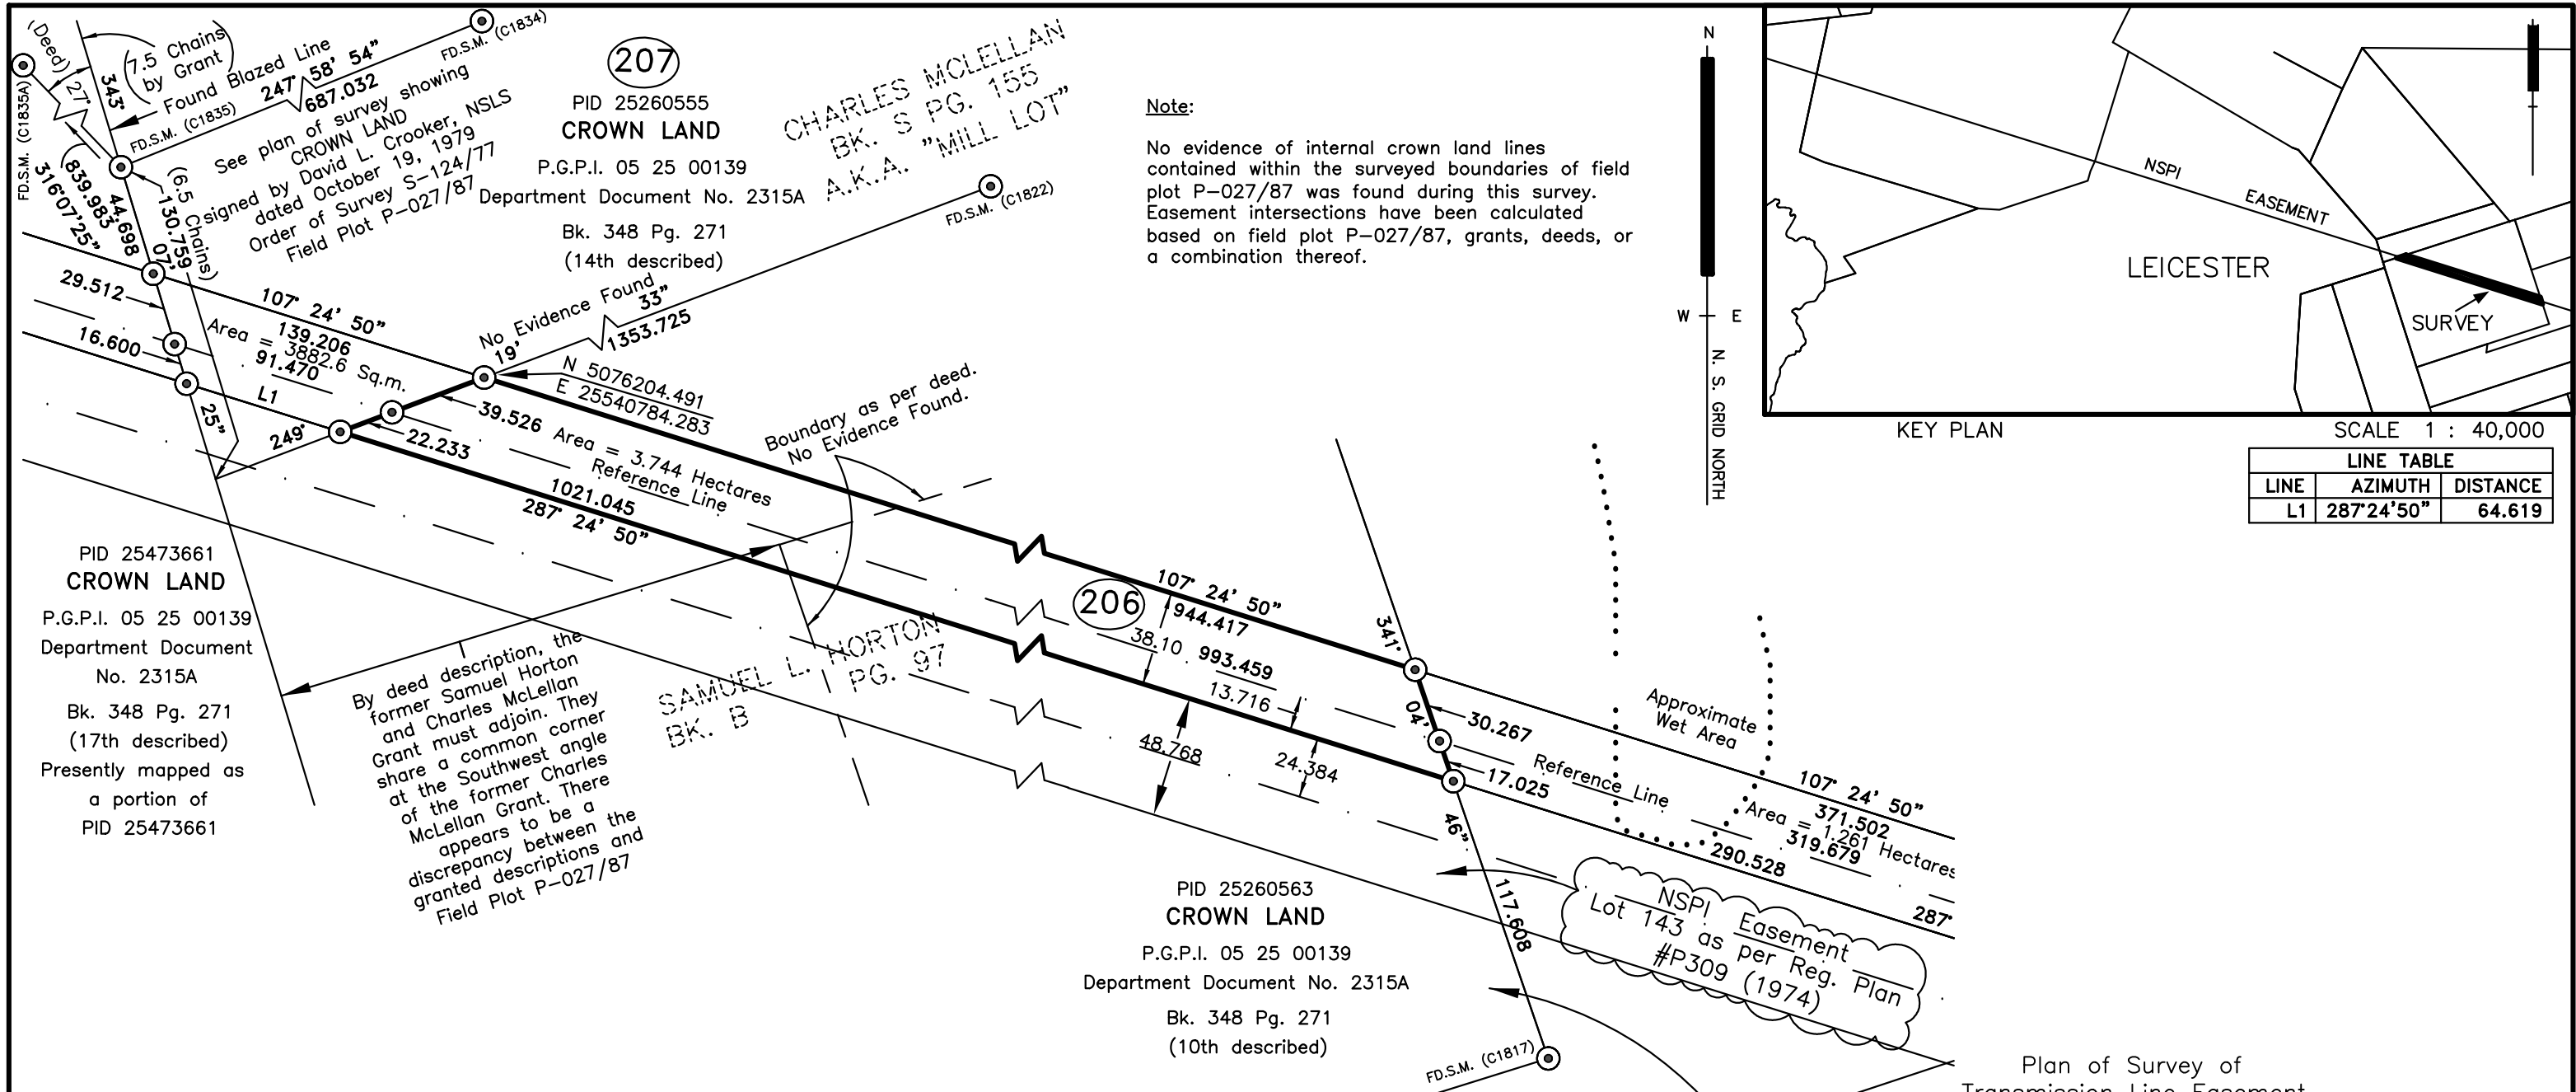 (Deed)
27°
343°
(7.5 Chains
by Grant)
Found Blazed Line
247° 58' 54"
687.032
FD.S.M. (C1834)
FD.S.M. (C1835)
FD.S.M. (C1835A)
See plan of survey showing
CROWN LAND
signed by David L. Crooker, NSLS
dated October 19, 1979
Order of Survey S-124/77
Field Plot P-027/87
839.983
316°07'25"
44.698
07'
130.759
(6.5 Chains)
207
PID 25260555
CROWN LAND
P.G.P.I. 05 25 00139
Department Document No. 2315A
Bk. 348 Pg. 271
(14th described)
CHARLES MCLELLAN
BK. S PG. 155
A.K.A. "MILL LOT"
FD.S.M. (C1822)
No Evidence Found
19' 33"
1353.725
Note:
No evidence of internal crown land lines
contained within the surveyed boundaries of field
plot P-027/87 was found during this survey.
Easement intersections have been calculated
based on field plot P-027/87, grants, deeds, or
a combination thereof.
N
W E
N. S. GRID NORTH
NSPI EASEMENT
LEICESTER
SURVEY
KEY PLAN
SCALE 1 : 40,000
LINE TABLE
LINE AZIMUTH DISTANCE
L1 287°24'50" 64.619
29.512
16.600
107° 24' 50"
139.206
Area = 3882.6 Sq.m.
91.470
L1
25"
249°
N 5076204.491
E 25540784.283
39.526
22.233
Area = 3.744 Hectares
Reference Line
1021.045
287° 24' 50"
Boundary as per deed.
No Evidence Found.
PID 25473661
CROWN LAND
P.G.P.I. 05 25 00139
Department Document
No. 2315A
Bk. 348 Pg. 271
(17th described)
Presently mapped as
a portion of
PID 25473661
By deed description, the
former Samuel Horton
and Charles McLellan
Grant must adjoin. They
share a common corner
at the Southwest angle
of the former Charles
McLellan Grant. There
appears to be a
discrepancy between the
granted descriptions and
Field Plot P-027/87
SAMUEL L. HORTON
BK. B PG. 97
206
107° 24' 50"
944.417
38.10
993.459
13.716
48.768
24.384
341°
04'
46"
30.267
17.025
117.608
Reference Line
Approximate
Wet Area
107° 24' 50"
371.502
Area = 1.261 Hectares
319.679
290.528
287°
NSPI Easement
Lot 143 as per Reg. Plan
#P309 (1974)
PID 25260563
CROWN LAND
P.G.P.I. 05 25 00139
Department Document No. 2315A
Bk. 348 Pg. 271
(10th described)
FD.S.M. (C1817)
Plan of Survey of
Transmission Line Easement